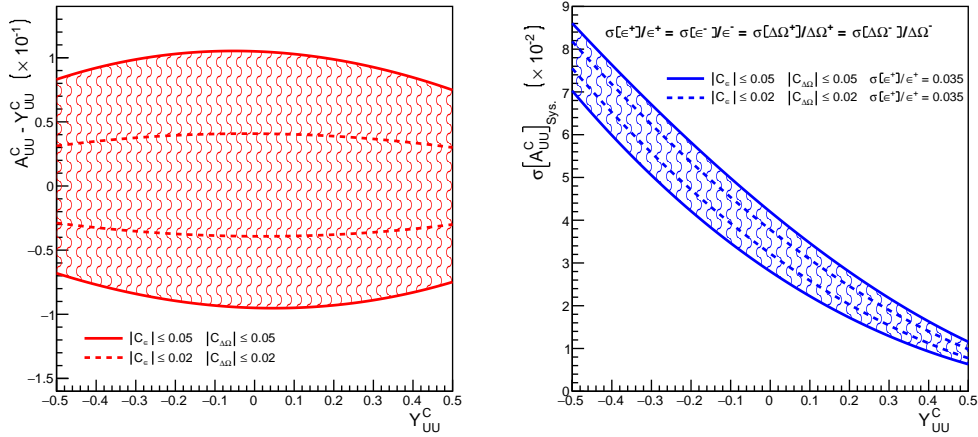 A^C_UU – Y^C_UU [ × 10⁻¹ ]
1
0.5
0
−0.5
−1
−1.5
|C_ϵ| ≤ 0.05 |C_ΔΩ| ≤ 0.05
|C_ϵ| ≤ 0.02 |C_ΔΩ| ≤ 0.02
−0.5 −0.4 −0.3 −0.2 −0.1 0 0.1 0.2 0.3 0.4 0.5
Y^C_UU
σ[A^C_UU]_Sys. [ × 10⁻² ]
9
8
7
6
5
4
3
2
1
0
σ[ϵ⁺]/ϵ⁺ = σ[ϵ⁻]/ϵ⁻ = σ[ΔΩ⁺]/ΔΩ⁺ = σ[ΔΩ⁻]/ΔΩ⁻
|C_ϵ| ≤ 0.05 |C_ΔΩ| ≤ 0.05 σ[ϵ⁺]/ϵ⁺ = 0.035
|C_ϵ| ≤ 0.02 |C_ΔΩ| ≤ 0.02 σ[ϵ⁺]/ϵ⁺ = 0.035
−0.5 −0.4 −0.3 −0.2 −0.1 0 0.1 0.2 0.3 0.4 0.5
Y^C_UU